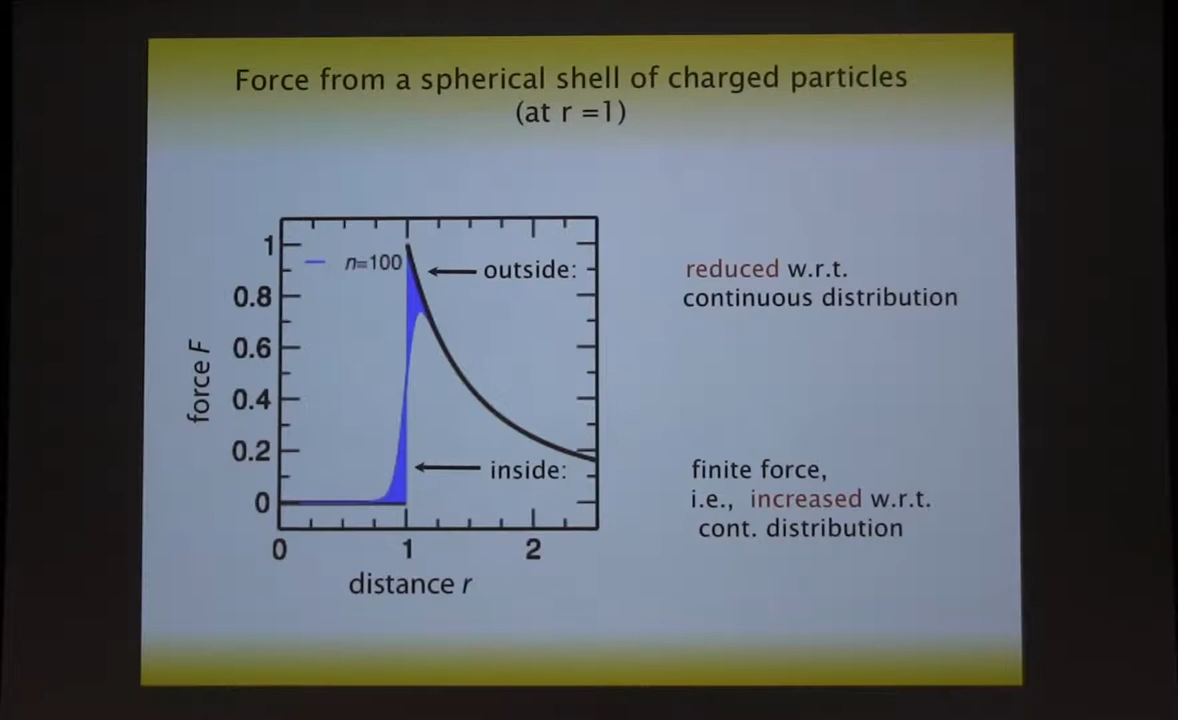 Force from a spherical shell of charged particles
(at r =1)
1
0.8
0.6
0.4
0.2
0
force F
n=100
outside:
inside:
0
1
2
distance r
reduced w.r.t.
continuous distribution
finite force,
i.e., increased w.r.t.
cont. distribution